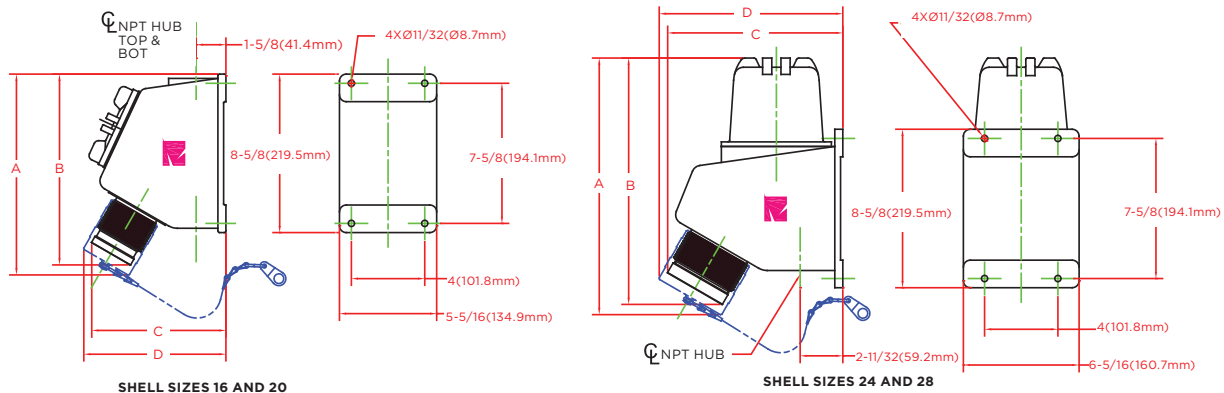 ℄ NPT HUB
TOP &
BOT
1-5/8(41.4mm)
4XØ11/32(Ø8.7mm)
A
B
8-5/8(219.5mm)
7-5/8(194.1mm)
4(101.8mm)
5-5/16(134.9mm)
C
D
SHELL SIZES 16 AND 20
D
C
4XØ11/32(Ø8.7mm)
A
B
8-5/8(219.5mm)
7-5/8(194.1mm)
4(101.8mm)
℄ NPT HUB
2-11/32(59.2mm)
6-5/16(160.7mm)
SHELL SIZES 24 AND 28